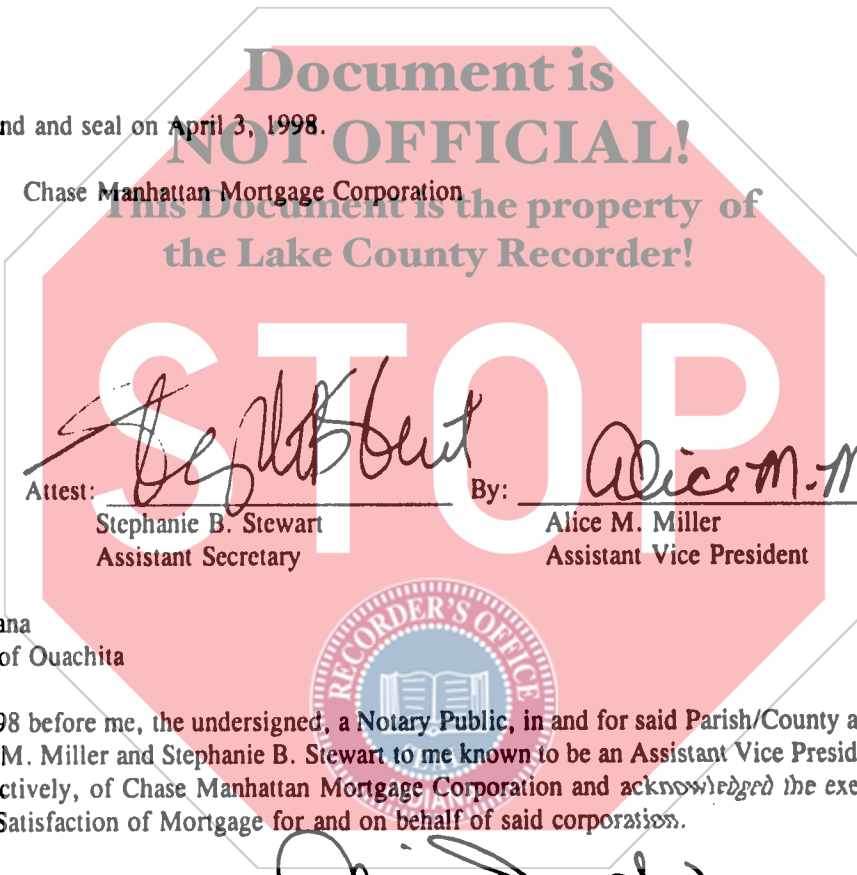 Document is
nd and seal on April 3, 1998.
NOT OFFICIAL!
Chase Manhattan Mortgage Corporation
This Document is the property of
the Lake County Recorder!
STOP
Attest: By: Alice M. M
Stephanie B. Stewart Alice M. Miller
Assistant Secretary Assistant Vice President
ana
of Ouachita
RECORDER'S OFFICE
98 before me, the undersigned, a Notary Public, in and for said Parish/County a
M. Miller and Stephanie B. Stewart to me known to be an Assistant Vice Presid
ctively, of Chase Manhattan Mortgage Corporation and acknowledged the exe
Satisfaction of Mortgage for and on behalf of said corporation.